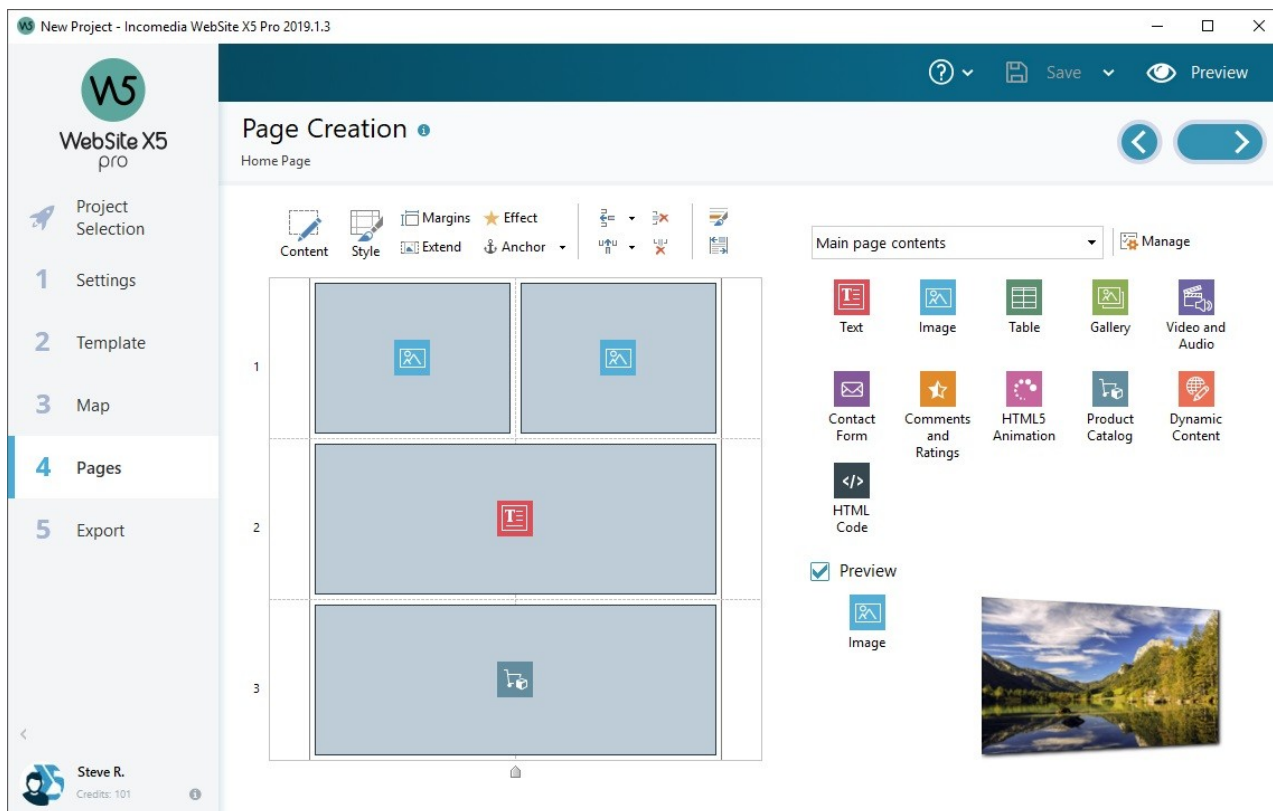 New Project - Incomedia WebSite X5 Pro 2019.1.3
W5
WebSite X5
pro
Project
Selection
1 Settings
2 Template
3 Map
4 Pages
5 Export
Steve R.
Credits: 101
? Save Preview
Page Creation
Home Page
Content
Style
Margins
Effect
Extend
Anchor
1
2
3
Main page contents
Manage
Text
Image
Table
Gallery
Video and
Audio
Contact
Form
Comments
and
Ratings
HTML5
Animation
Product
Catalog
Dynamic
Content
</>
HTML
Code
Preview
Image